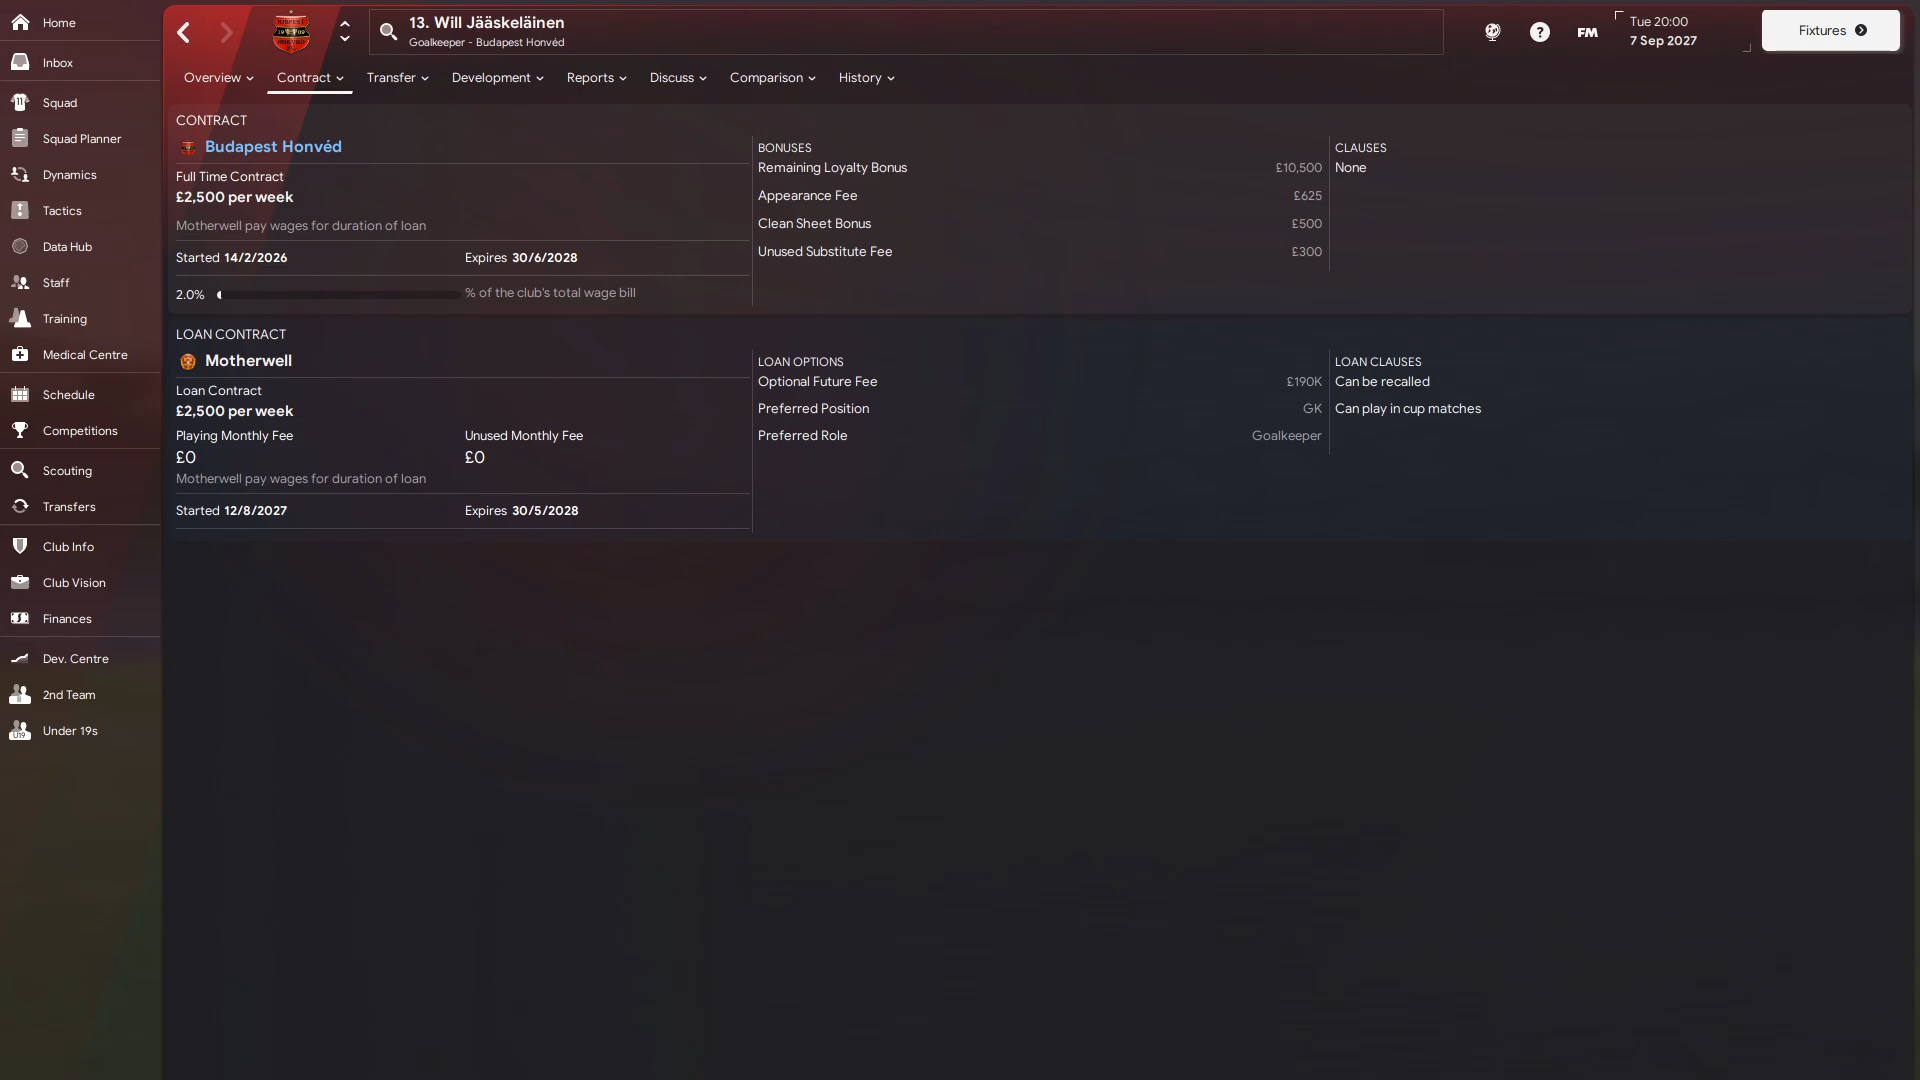 Home
Inbox
Squad
Squad Planner
Dynamics
Tactics
Data Hub
Staff
Training
Medical Centre
Schedule
Competitions
Scouting
Transfers
Club Info
Club Vision
Finances
Dev. Centre
2nd Team
Under 19s
13. Will Jääskeläinen
Goalkeeper - Budapest Honvéd
FM
Tue 20:00
7 Sep 2027
Fixtures
Overview
Contract
Transfer
Development
Reports
Discuss
Comparison
History
CONTRACT
Budapest Honvéd
Full Time Contract
£2,500 per week
Motherwell pay wages for duration of loan
Started 14/2/2026
Expires 30/6/2028
2.0%
% of the club's total wage bill
BONUSES
Remaining Loyalty Bonus £10,500
Appearance Fee £625
Clean Sheet Bonus £500
Unused Substitute Fee £300
CLAUSES
None
LOAN CONTRACT
Motherwell
Loan Contract
£2,500 per week
Playing Monthly Fee
£0
Unused Monthly Fee
£0
Motherwell pay wages for duration of loan
Started 12/8/2027
Expires 30/5/2028
LOAN OPTIONS
Optional Future Fee £190K
Preferred Position GK
Preferred Role Goalkeeper
LOAN CLAUSES
Can be recalled
Can play in cup matches